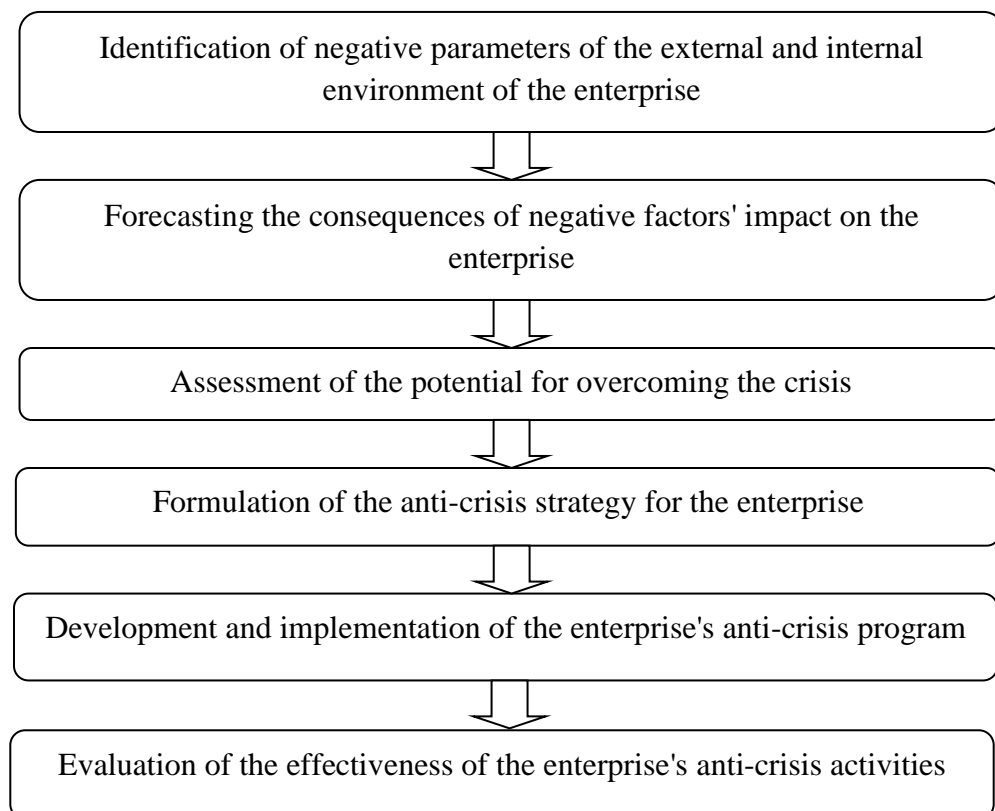 Identification of negative parameters of the external and internal
environment of the enterprise
Forecasting the consequences of negative factors' impact on the
enterprise
Assessment of the potential for overcoming the crisis
Formulation of the anti-crisis strategy for the enterprise
Development and implementation of the enterprise's anti-crisis program
Evaluation of the effectiveness of the enterprise's anti-crisis activities